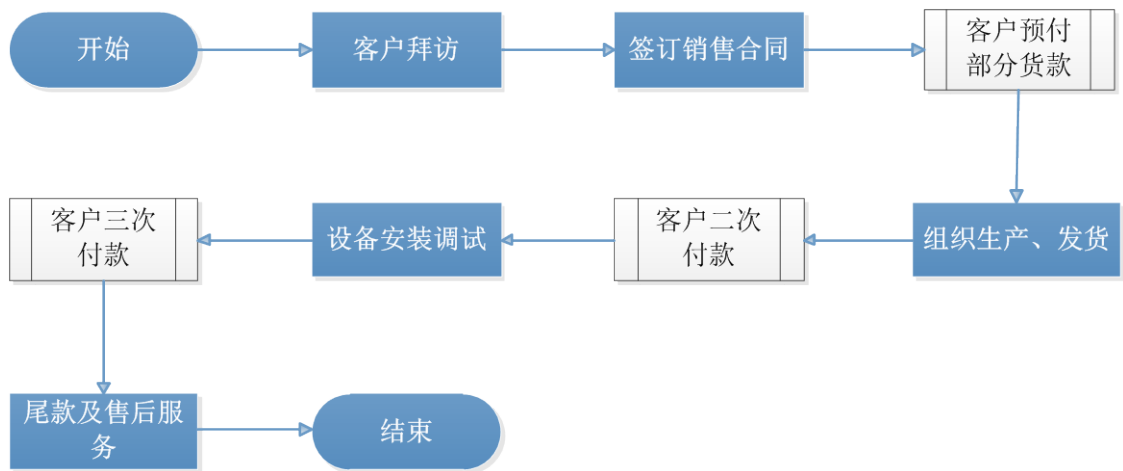 开始
客户拜访
签订销售合同
客户预付
部分货款
组织生产、发货
客户二次
付款
设备安装调试
客户三次
付款
尾款及售后服
务
结束